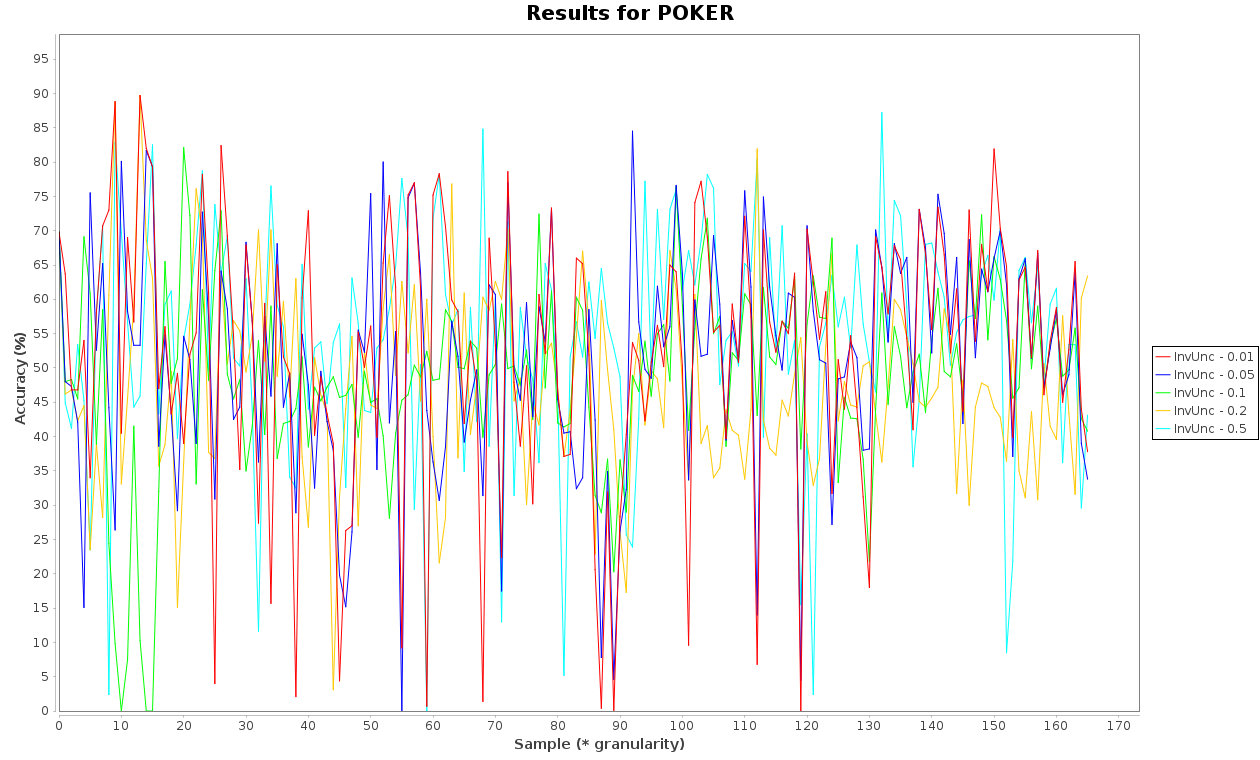 Results for POKER
Accuracy (%)
95
90
85
80
75
70
65
60
55
50
45
40
35
30
25
20
15
10
5
0
0 10 20 30 40 50 60 70 80 90 100 110 120 130 140 150 160 170
Sample (* granularity)
InvUnc - 0.01
InvUnc - 0.05
InvUnc - 0.1
InvUnc - 0.2
InvUnc - 0.5